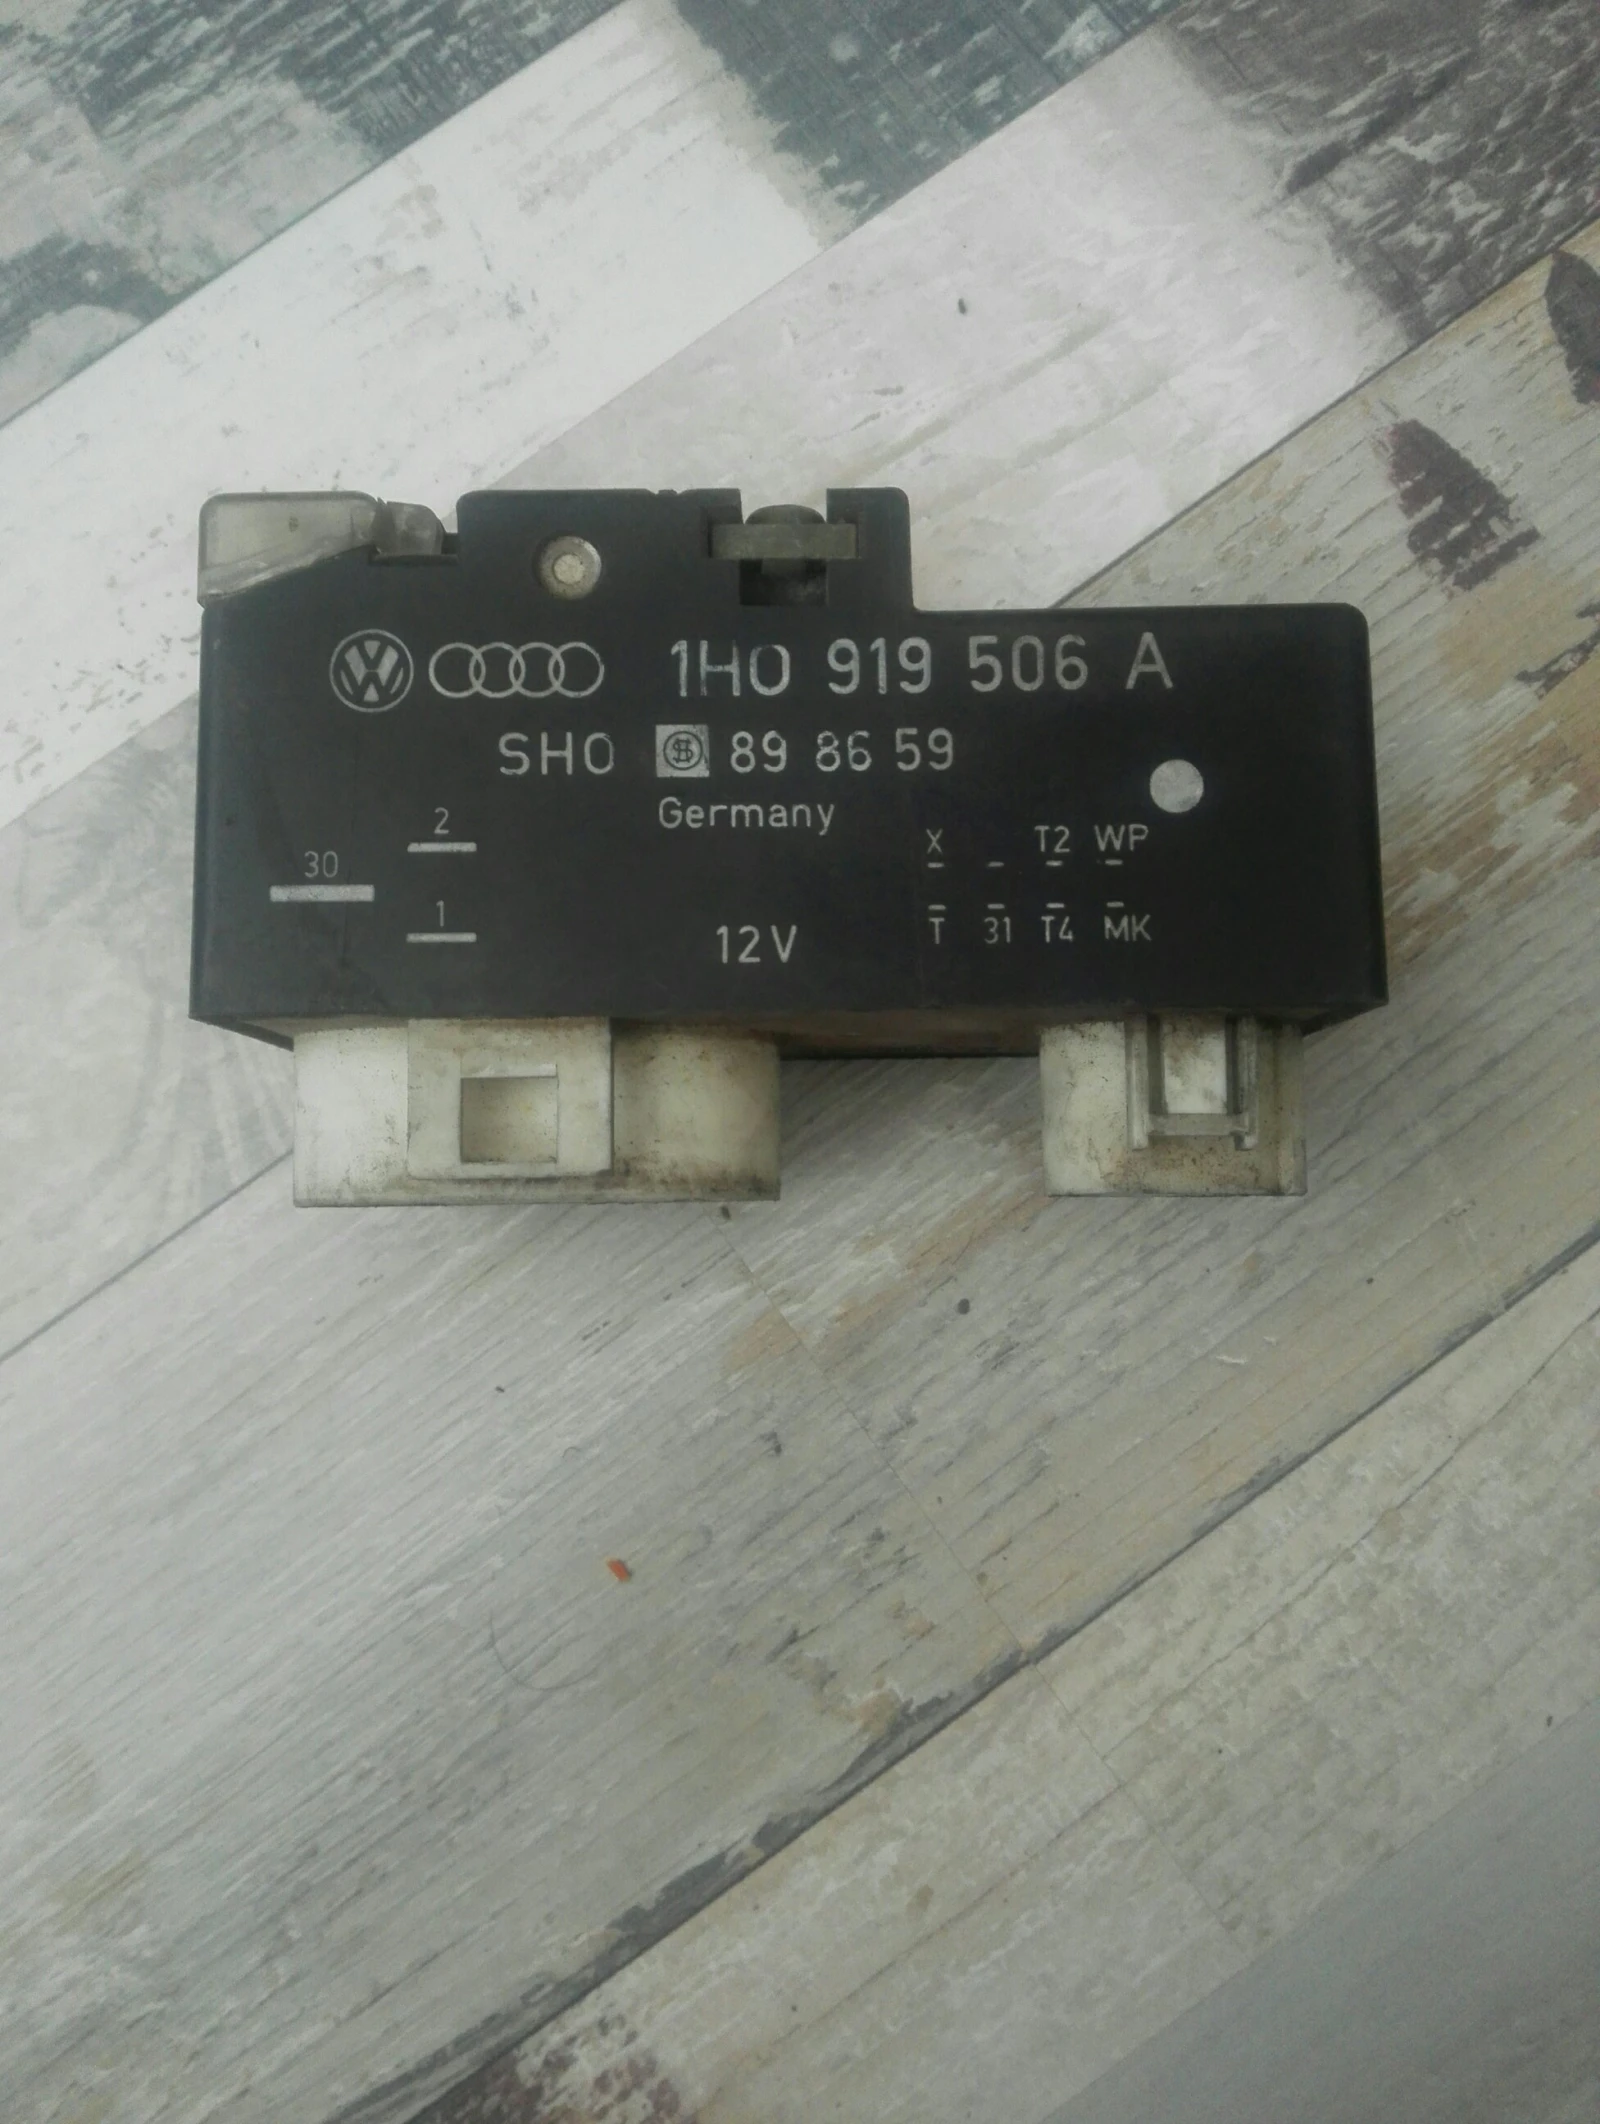 1H0 919 506 A
SHO 89 86 59
Germany
2
30
1
12V
X T2 WP
T 31 T4 MK